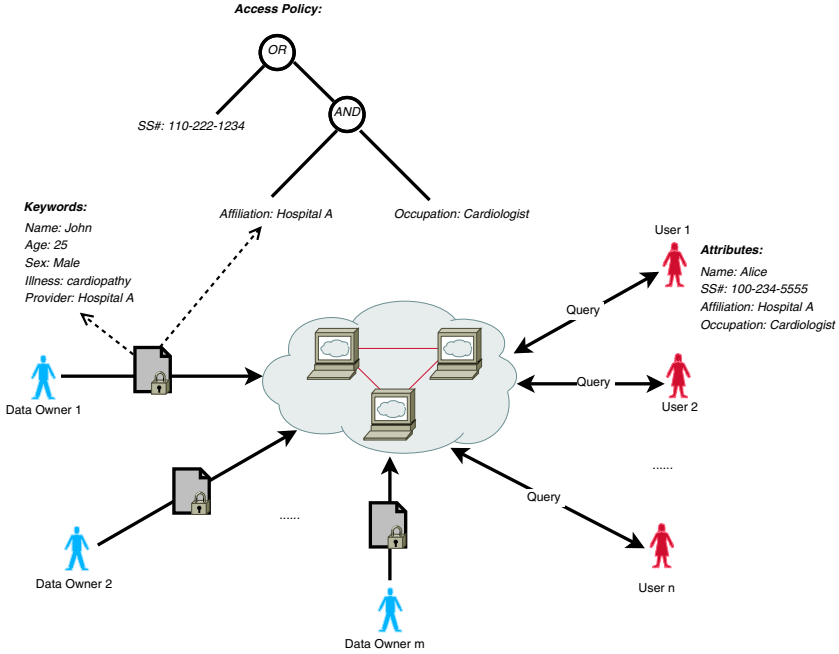 Access Policy:
OR
AND
SS#: 110-222-1234
Affiliation: Hospital A
Occupation: Cardiologist
Keywords:
Name: John
Age: 25
Sex: Male
Illness: cardiopathy
Provider: Hospital A
User 1
Attributes:
Name: Alice
SS#: 100-234-5555
Affiliation: Hospital A
Occupation: Cardiologist
Query
Query
User 2
Data Owner 1
......
Query
......
Data Owner 2
User n
Data Owner m